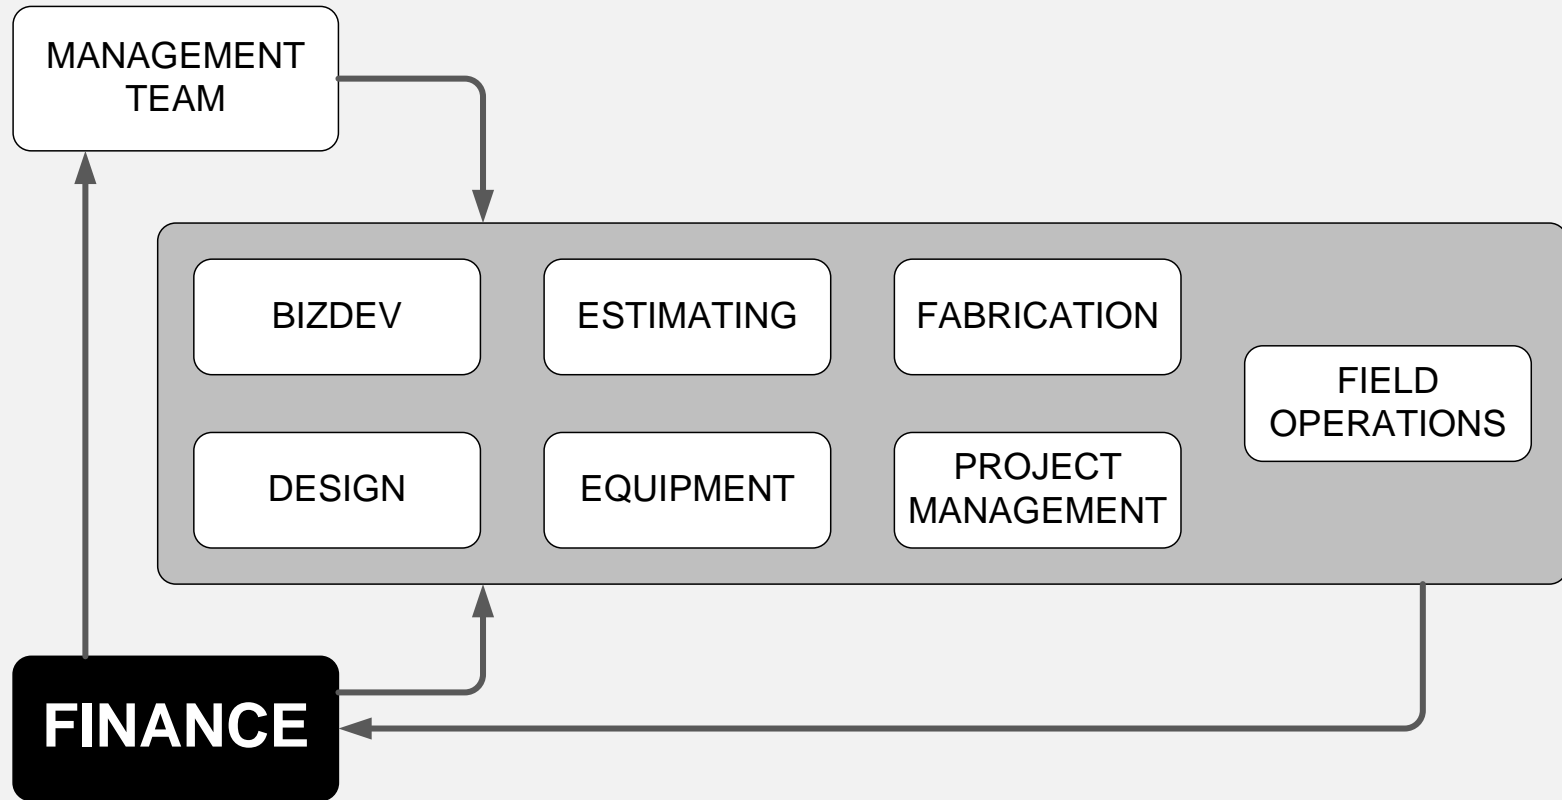 MANAGEMENT
TEAM
BIZDEV
ESTIMATING
FABRICATION
FIELD
OPERATIONS
DESIGN
EQUIPMENT
PROJECT
MANAGEMENT
FINANCE